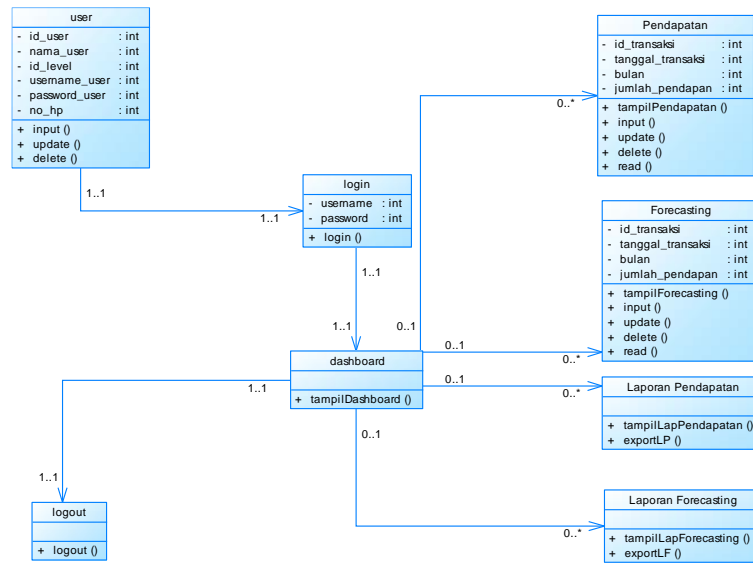 user
- id_user : int
- nama_user : int
- id_level : int
- username_user : int
- password_user : int
- no_hp : int
+ input ()
+ update ()
+ delete ()
1..1
1..1
login
- username : int
- password : int
+ login ()
1..1
1..1
dashboard
+ tampilDashboard ()
1..1
1..1
logout
+ logout ()
0..1
0..*
Pendapatan
- id_transaksi : int
- tanggal_transaksi : int
- bulan : int
- jumlah_pendapan : int
+ tampilPendapatan ()
+ input ()
+ update ()
+ delete ()
+ read ()
0..1
0..*
Forecasting
- id_transaksi : int
- tanggal_transaksi : int
- bulan : int
- jumlah_pendapan : int
+ tampilForecasting ()
+ input ()
+ update ()
+ delete ()
+ read ()
0..1
0..*
Laporan Pendapatan
+ tampilLapPendapatan ()
+ exportLP ()
0..1
0..*
Laporan Forecasting
+ tampilLapForecasting ()
+ exportLF ()